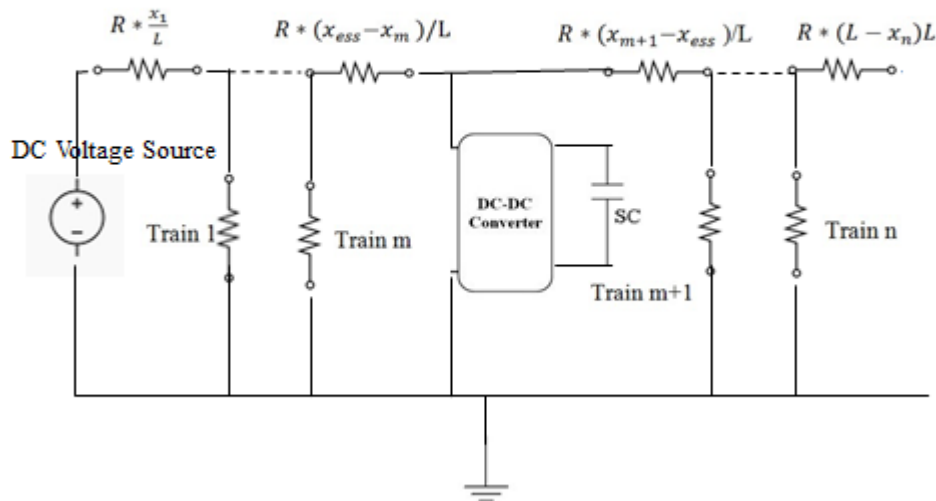 R * x₁/L
R * (xₑₛₛ−xₘ)/L
R * (xₘ₊₁−xₑₛₛ)/L
R * (L − xₙ)L
DC Voltage Source
+
−
Train 1
Train m
DC-DC
Converter
SC
Train m+1
Train n